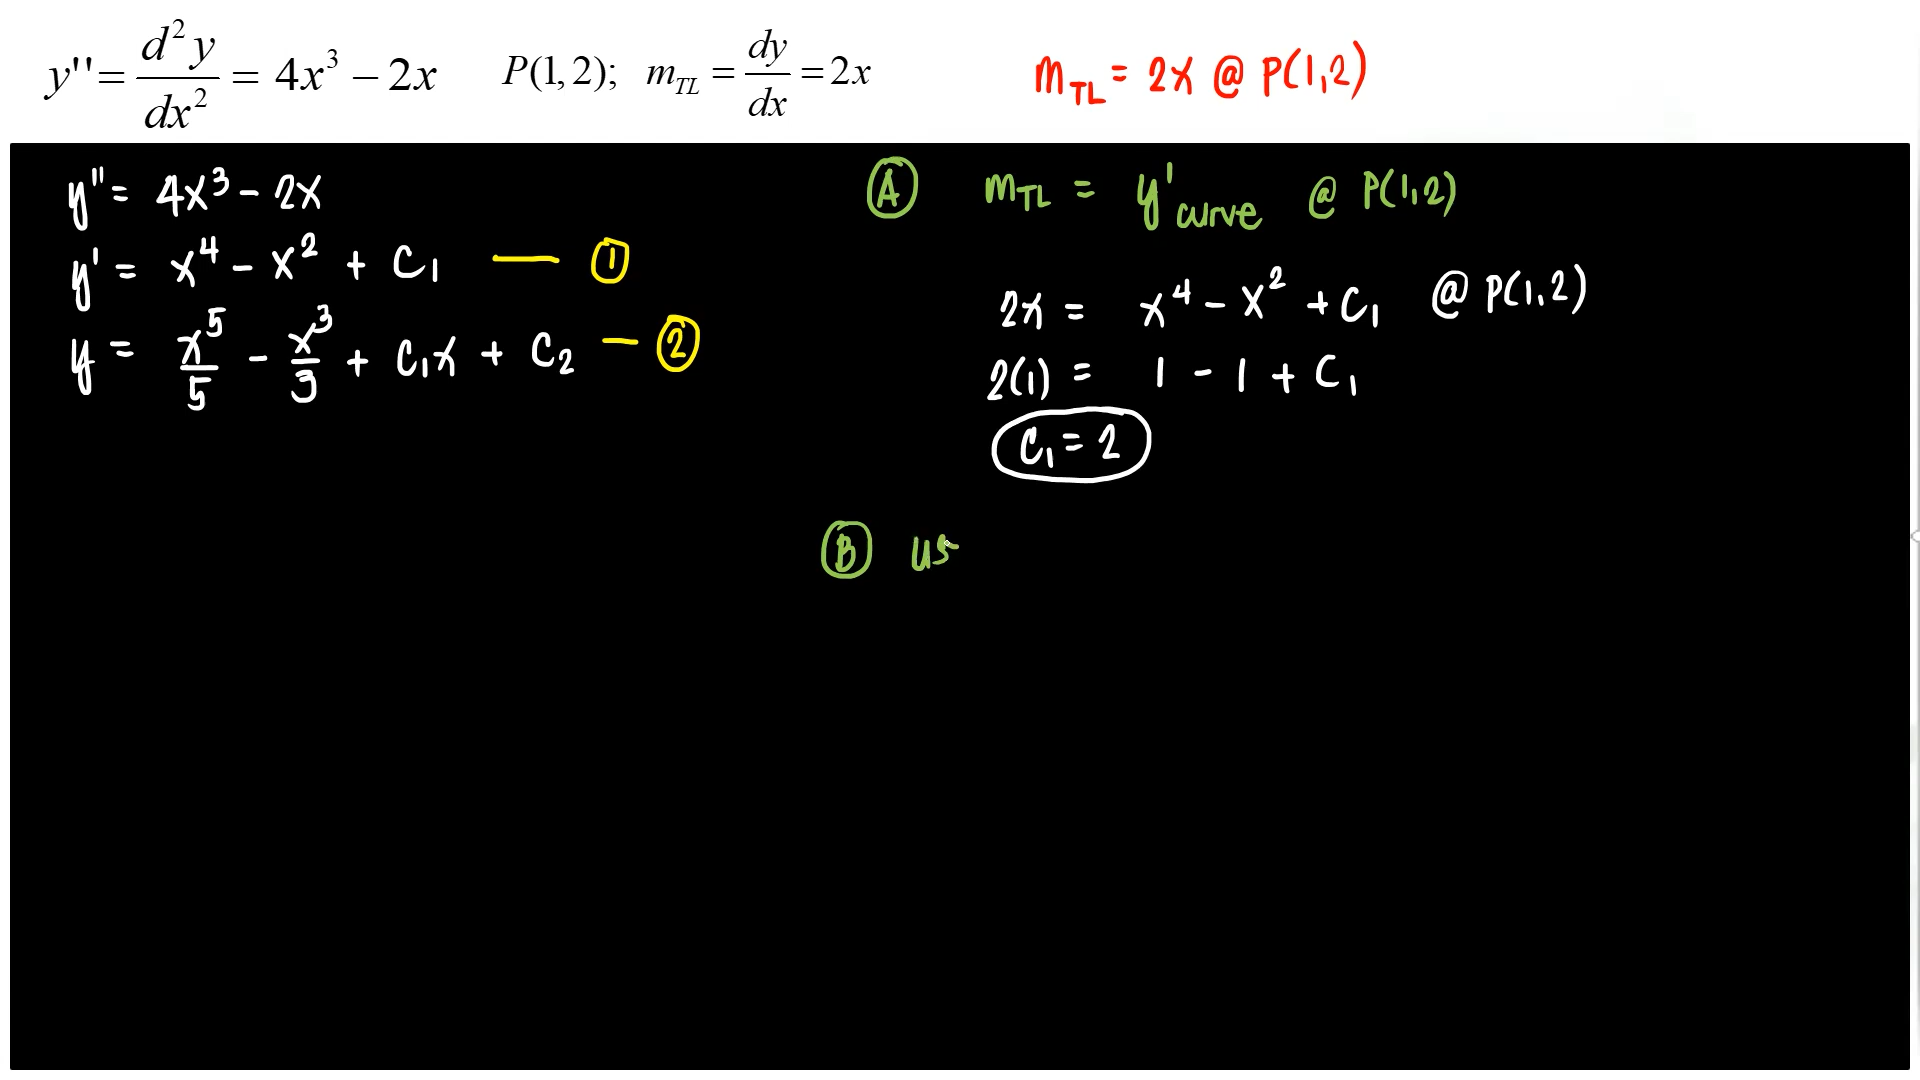 y'' = d²y/dx² = 4x³ − 2x   P(1, 2);   m_TL = dy/dx = 2x   m_TL = 2x @ P(1,2)
y'' = 4x³ - 2x
y' = x⁴ - x² + C₁ — ①
y = x⁵/5 - x³/3 + C₁x + C₂ — ②
Ⓐ m_TL = y'_curve @ P(1,2)
2x = x⁴ - x² + C₁ @ P(1,2)
2(1) = 1 - 1 + C₁
C₁ = 2
Ⓑ us